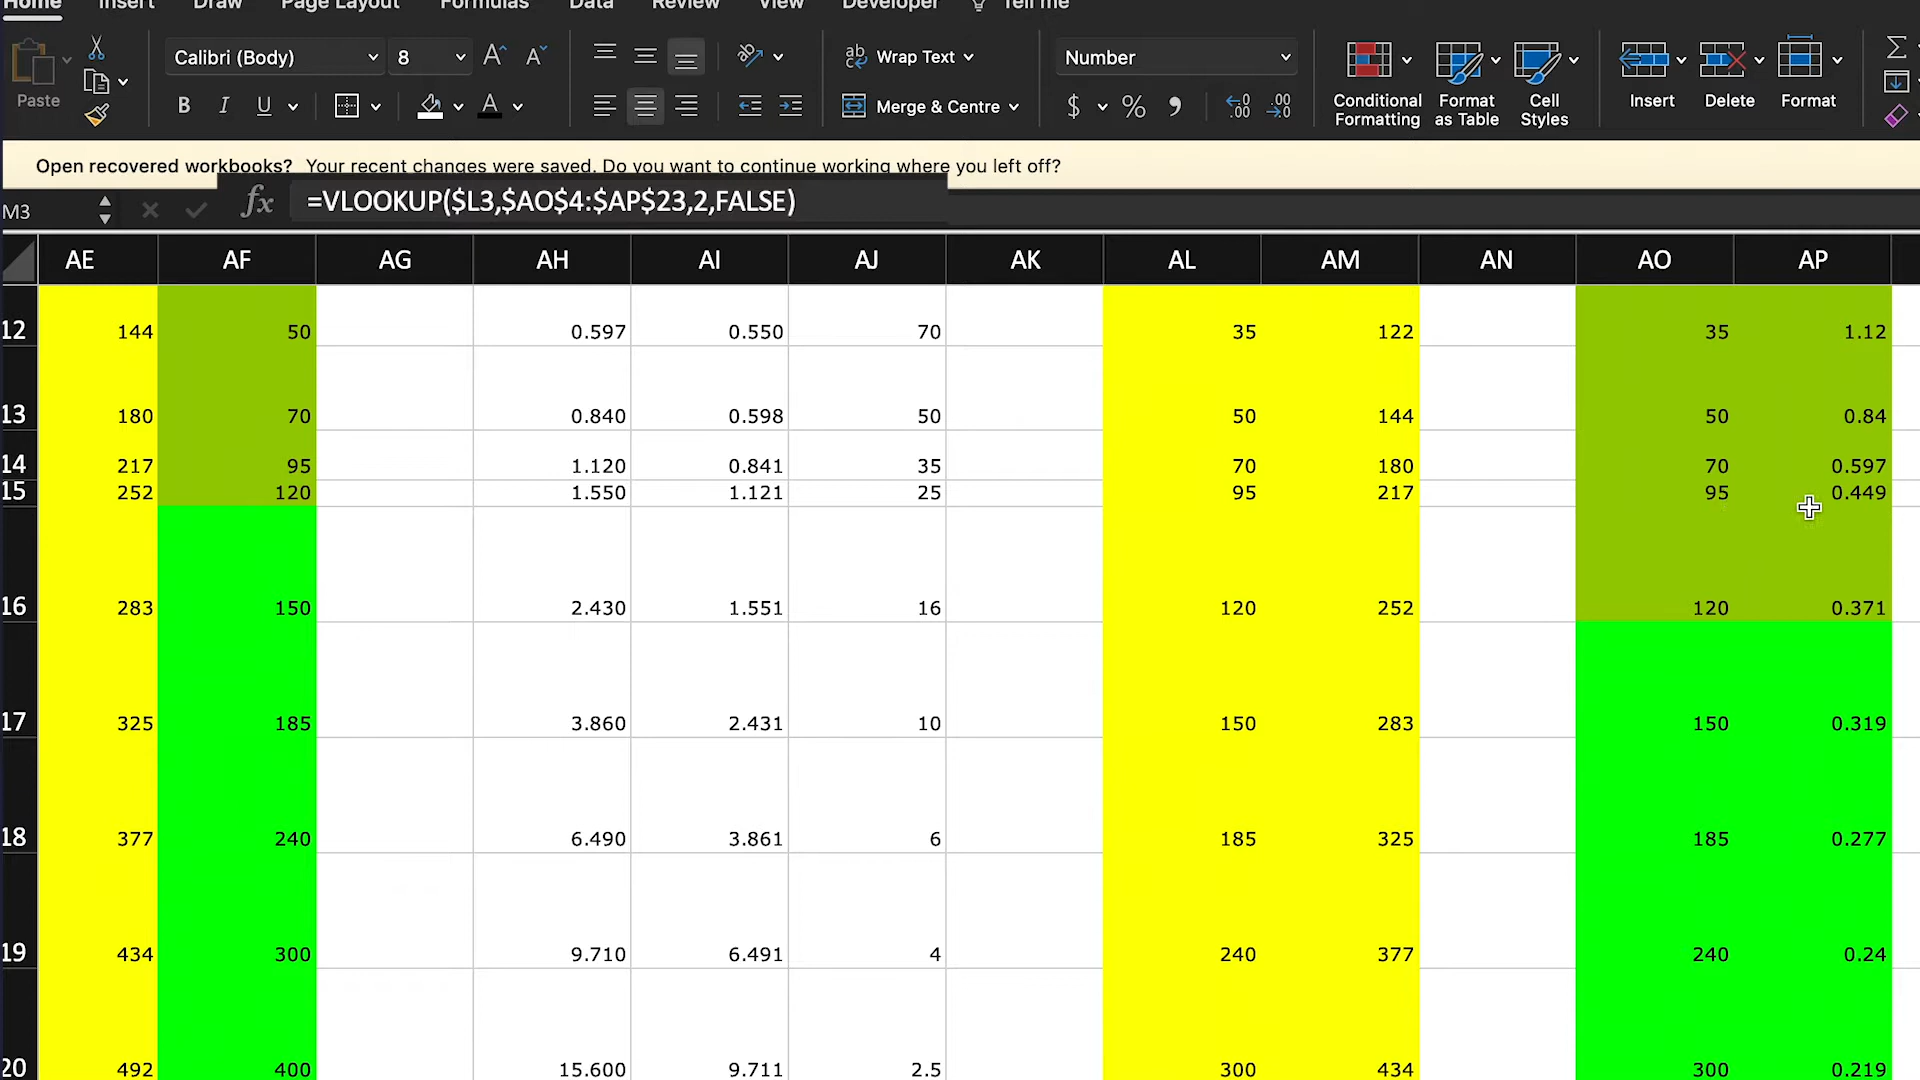 Home Insert Draw Page Layout Formulas Data Review View Developer Tell me
Paste Calibri (Body) 8 A A ab Wrap Text Number Conditional Formatting Format as Table Cell Styles Insert Delete Format
B I U A Merge & Centre $ % 9 .00 .00
Open recovered workbooks? Your recent changes were saved. Do you want to continue working where you left off?
M3 fx =VLOOKUP($L3,$AO$4:$AP$23,2,FALSE)
AE AF AG AH AI AJ AK AL AM AN AO AP
12 144 50 0.597 0.550 70 35 122 35 1.12
13 180 70 0.840 0.598 50 50 144 50 0.84
14 217 95 1.120 0.841 35 70 180 70 0.597
15 252 120 1.550 1.121 25 95 217 95 0.449
16 283 150 2.430 1.551 16 120 252 120 0.371
17 325 185 3.860 2.431 10 150 283 150 0.319
18 377 240 6.490 3.861 6 185 325 185 0.277
19 434 300 9.710 6.491 4 240 377 240 0.24
20 492 400 15.600 9.711 2.5 300 434 300 0.219